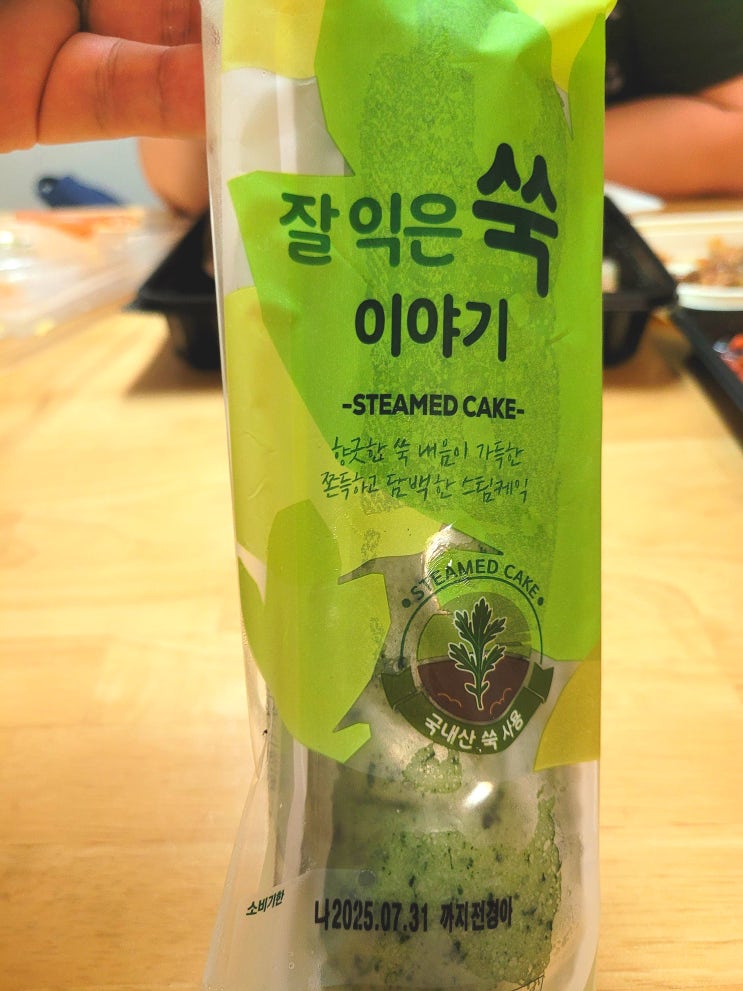 잘 익은 쑥
이야기
-STEAMED CAKE-
향긋한 쑥 내음이 가득한
쫀득하고 담백한 스팀케익
•STEAMED CAKE•
국내산 쑥 사용
소비기한
나2025.07.31 까지전경아